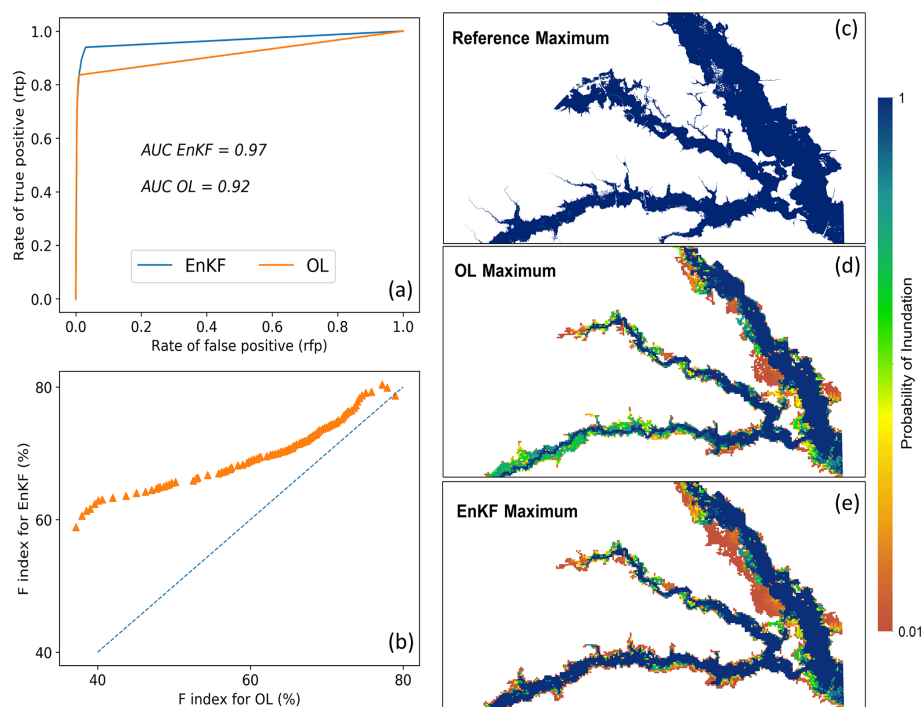 1.0
0.8
0.6
0.4
0.2
0.0
Rate of true positive (rtp)
AUC EnKF = 0.97
AUC OL = 0.92
EnKF
OL
(a)
0.0
0.2
0.4
0.6
0.8
1.0
Rate of false positive (rfp)
80
60
40
F index for EnKF (%)
(b)
40
60
80
F index for OL (%)
Reference Maximum
(c)
OL Maximum
(d)
EnKF Maximum
(e)
1
Probability of Inundation
0.01